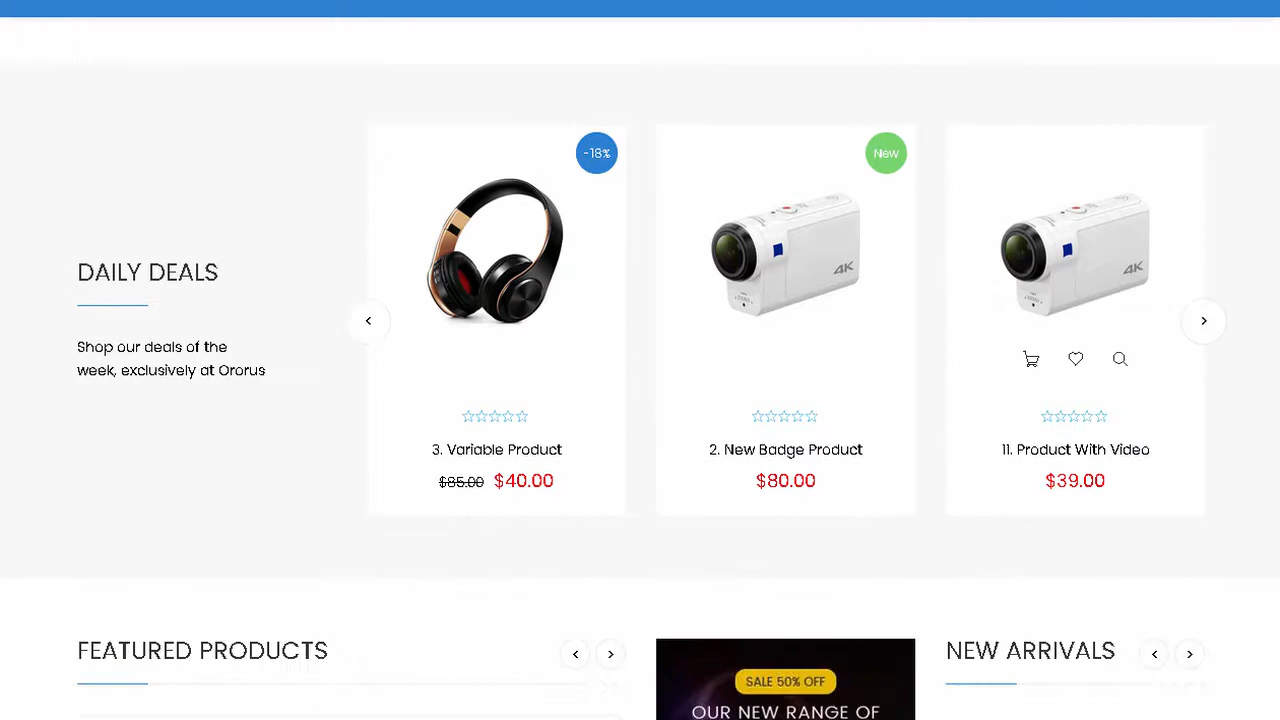 DAILY DEALS
Shop our deals of the
week, exclusively at Ororus
-18%
4K
3. Variable Product
$85.00 $40.00
New
2. New Badge Product
$80.00
4K
11. Product With Video
$39.00
FEATURED PRODUCTS
SALE 50% OFF
OUR NEW RANGE OF
NEW ARRIVALS